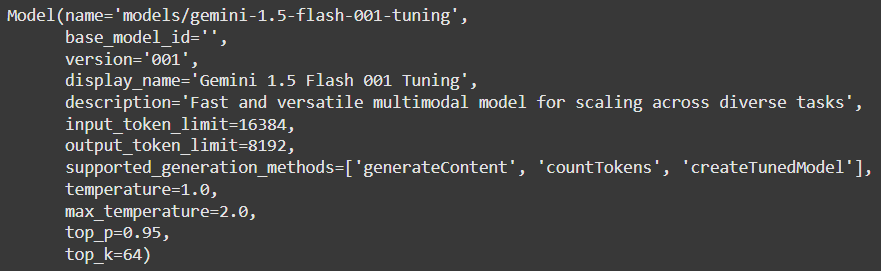 Model(name='models/gemini-1.5-flash-001-tuning',
      base_model_id='',
      version='001',
      display_name='Gemini 1.5 Flash 001 Tuning',
      description='Fast and versatile multimodal model for scaling across diverse tasks',
      input_token_limit=16384,
      output_token_limit=8192,
      supported_generation_methods=['generateContent', 'countTokens', 'createTunedModel'],
      temperature=1.0,
      max_temperature=2.0,
      top_p=0.95,
      top_k=64)